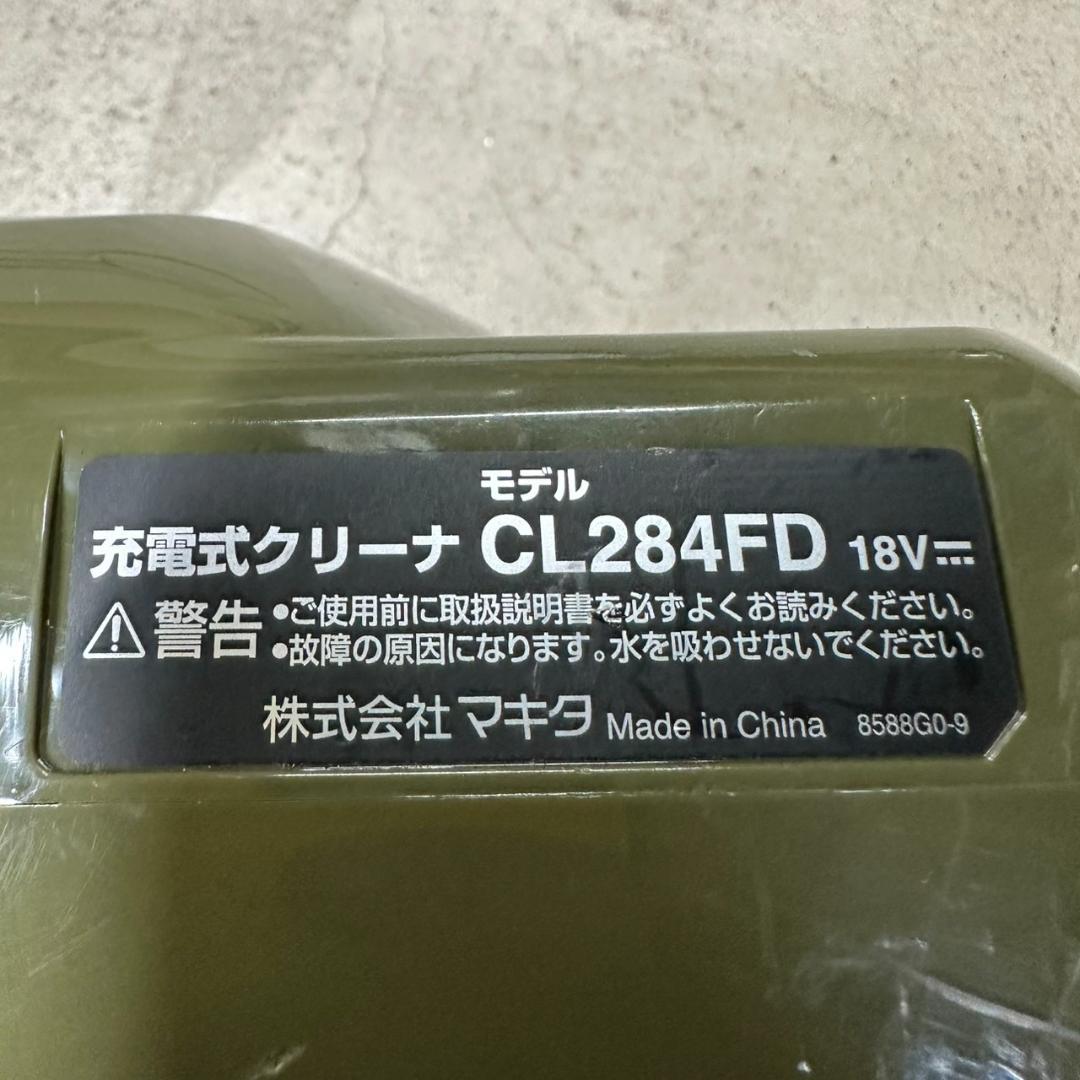 モデル
充電式クリーナ CL284FD 18V⎓
⚠警告 •ご使用前に取扱説明書を必ずよくお読みください。
•故障の原因になります。水を吸わせないでください。
株式会社マキタ Made in China 8588G0-9